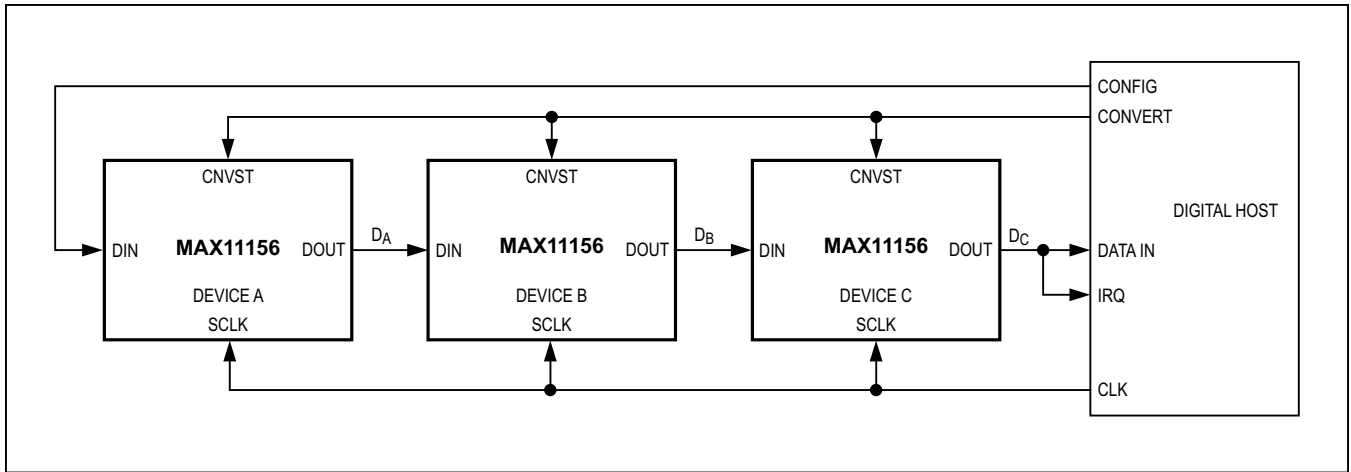 CONFIG
CONVERT
CNVST
CNVST
CNVST
DIGITAL HOST
DIN
MAX11156
DOUT
DA
DIN
MAX11156
DOUT
DB
DIN
MAX11156
DOUT
DC
DATA IN
DEVICE A
DEVICE B
DEVICE C
IRQ
SCLK
SCLK
SCLK
CLK